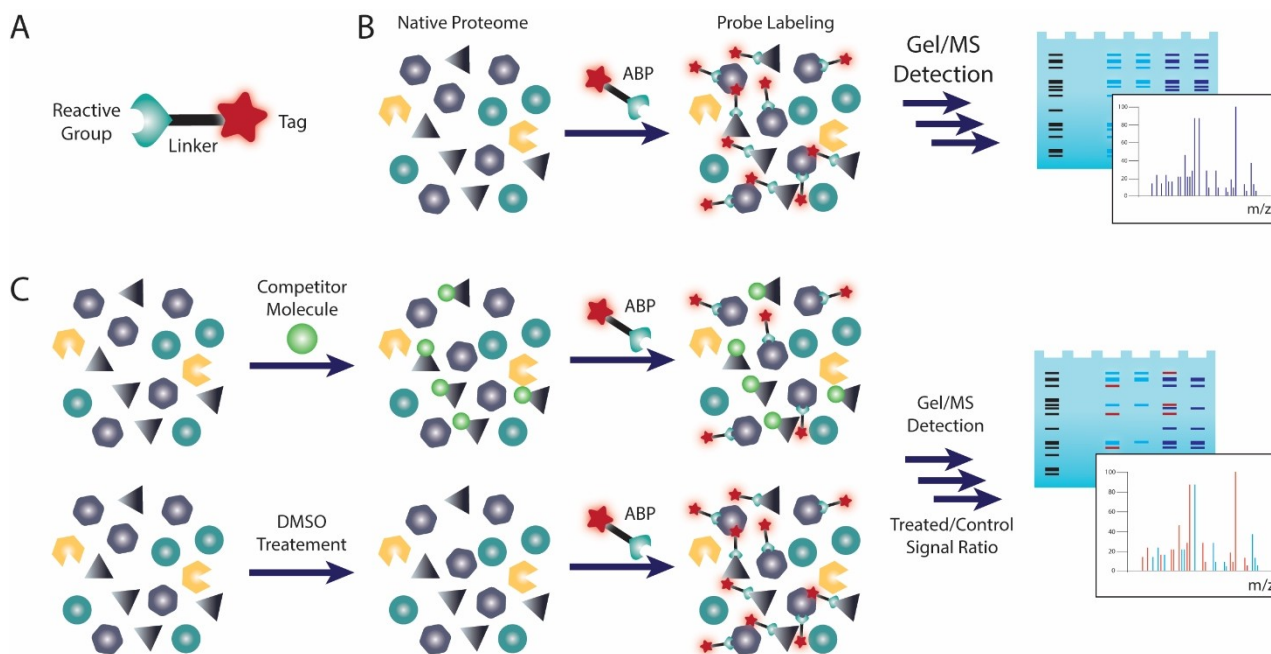 A
Reactive
Group
Linker
Tag
B
Native Proteome
ABP
Probe Labeling
Gel/MS
Detection
100
80
60
40
20
0
m/z
C
Competitor
Molecule
ABP
Gel/MS
Detection
Treated/Control
Signal Ratio
DMSO
Treatement
ABP
100
80
60
40
20
0
m/z